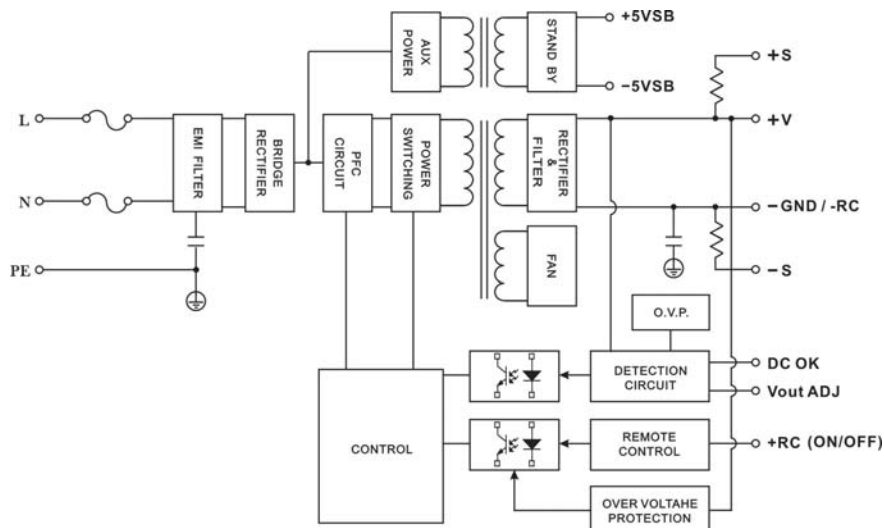 +5VSB
AUX
POWER
STAND BY
−5VSB
+S
L
EMI FILTER
BRIDGE
RECTIFIER
PFC
CIRCUIT
POWER
SWITCHING
RECTIFIER
&
FILTER
+V
N
−GND / -RC
PE
FAN
−S
O.V.P.
DETECTION
CIRCUIT
DC OK
Vout ADJ
CONTROL
REMOTE
CONTROL
+RC (ON/OFF)
OVER VOLTAHE
PROTECTION